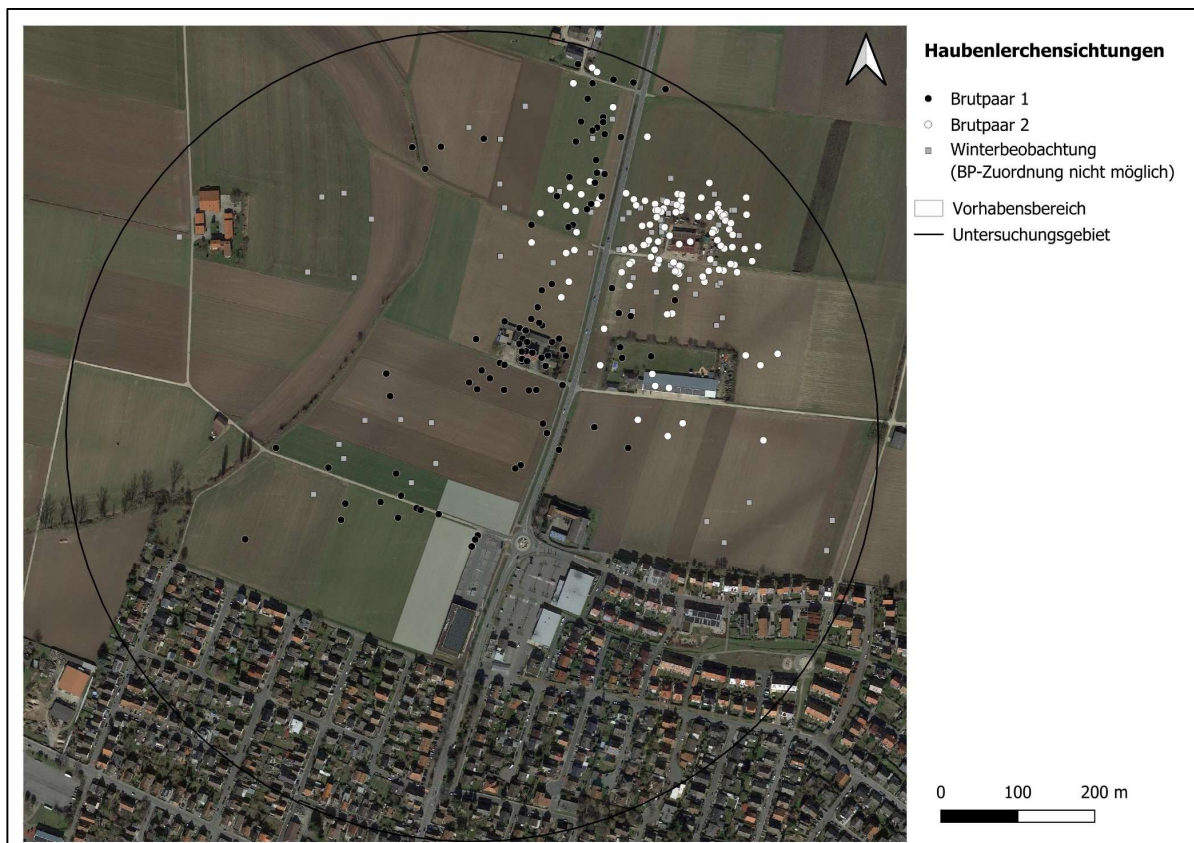 Haubenlerchensichtungen
Brutpaar 1
Brutpaar 2
Winterbeobachtung
(BP-Zuordnung nicht möglich)
Vorhabensbereich
Untersuchungsgebiet
0 100 200 m